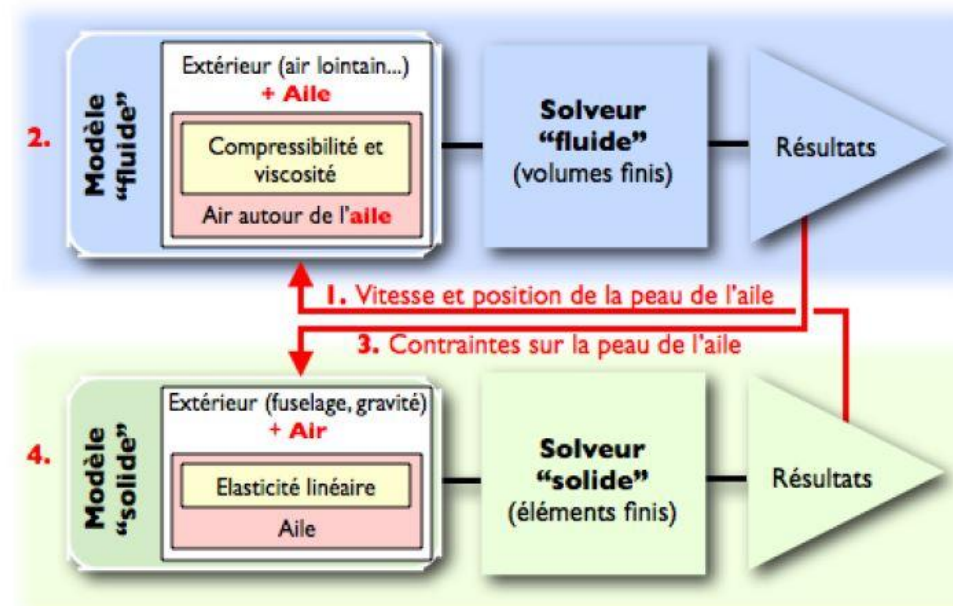 2.
Modèle
“fluide”
Extérieur (air lointain...)
+ Aile
Compressibilité et
viscosité
Air autour de l'aile
Solveur
“fluide”
(volumes finis)
Résultats
1. Vitesse et position de la peau de l'aile
3. Contraintes sur la peau de l'aile
4.
Modèle
“solide”
Extérieur (fuselage, gravité)
+ Air
Elasticité linéaire
Aile
Solveur
“solide”
(éléments finis)
Résultats